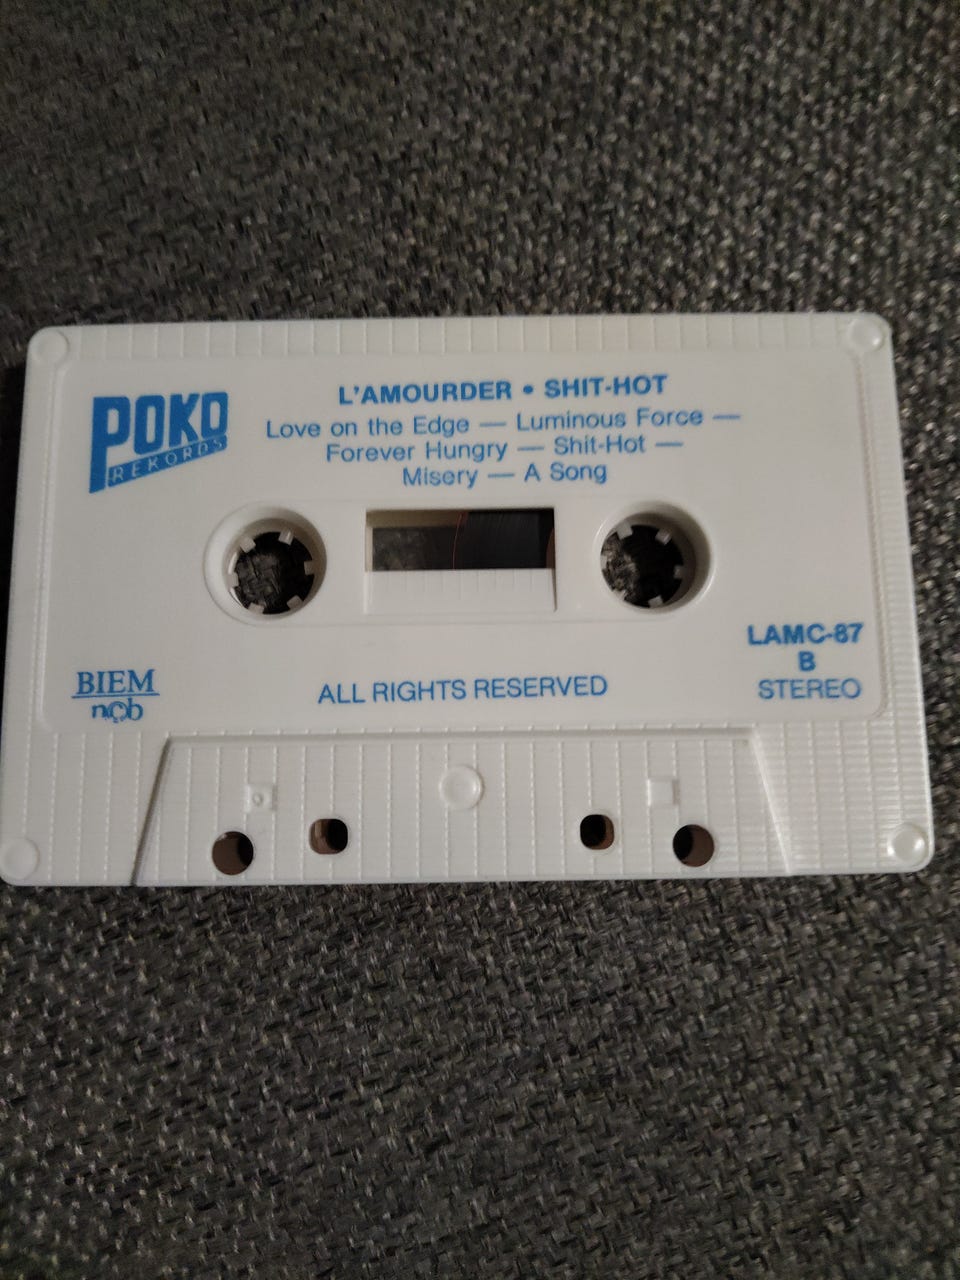 POKO
REKORDS
L'AMOURDER • SHIT-HOT
Love on the Edge — Luminous Force —
Forever Hungry — Shit-Hot —
Misery — A Song
LAMC-87
B
STEREO
BIEM
ncb
ALL RIGHTS RESERVED